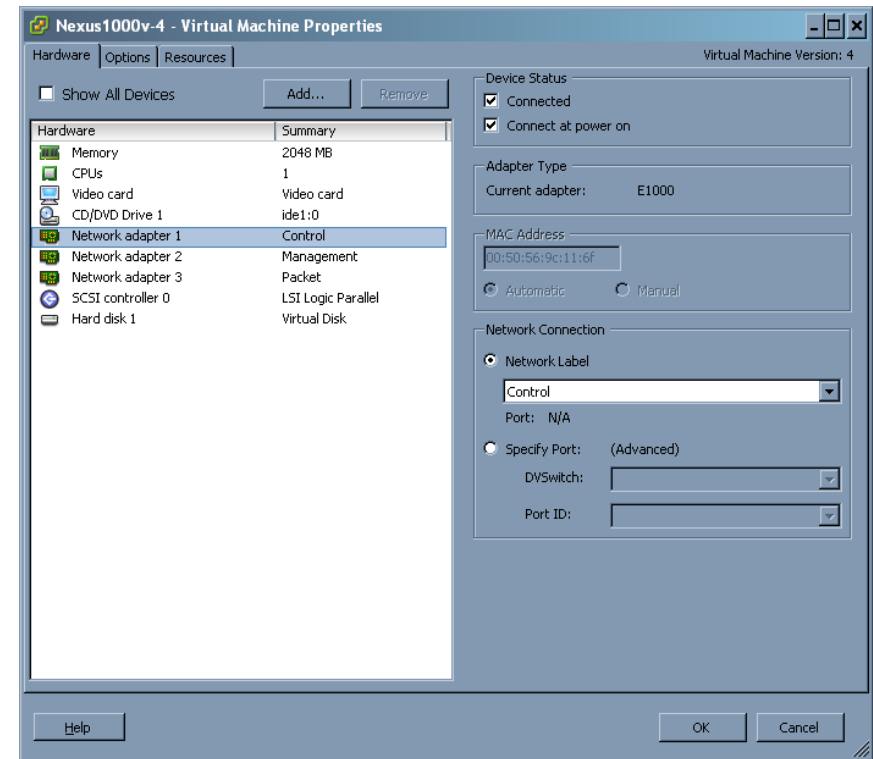 Nexus1000v-4 - Virtual Machine Properties
Hardware Options Resources
Virtual Machine Version: 4
Show All Devices
Add...
Remove
Hardware Summary
Memory 2048 MB
CPUs 1
Video card Video card
CD/DVD Drive 1 ide1:0
Network adapter 1 Control
Network adapter 2 Management
Network adapter 3 Packet
SCSI controller 0 LSI Logic Parallel
Hard disk 1 Virtual Disk
Device Status
Connected
Connect at power on
Adapter Type
Current adapter: E1000
MAC Address
00:50:56:9c:11:6f
Automatic Manual
Network Connection
Network Label
Control
Port: N/A
Specify Port: (Advanced)
DVSwitch:
Port ID:
Help
OK
Cancel